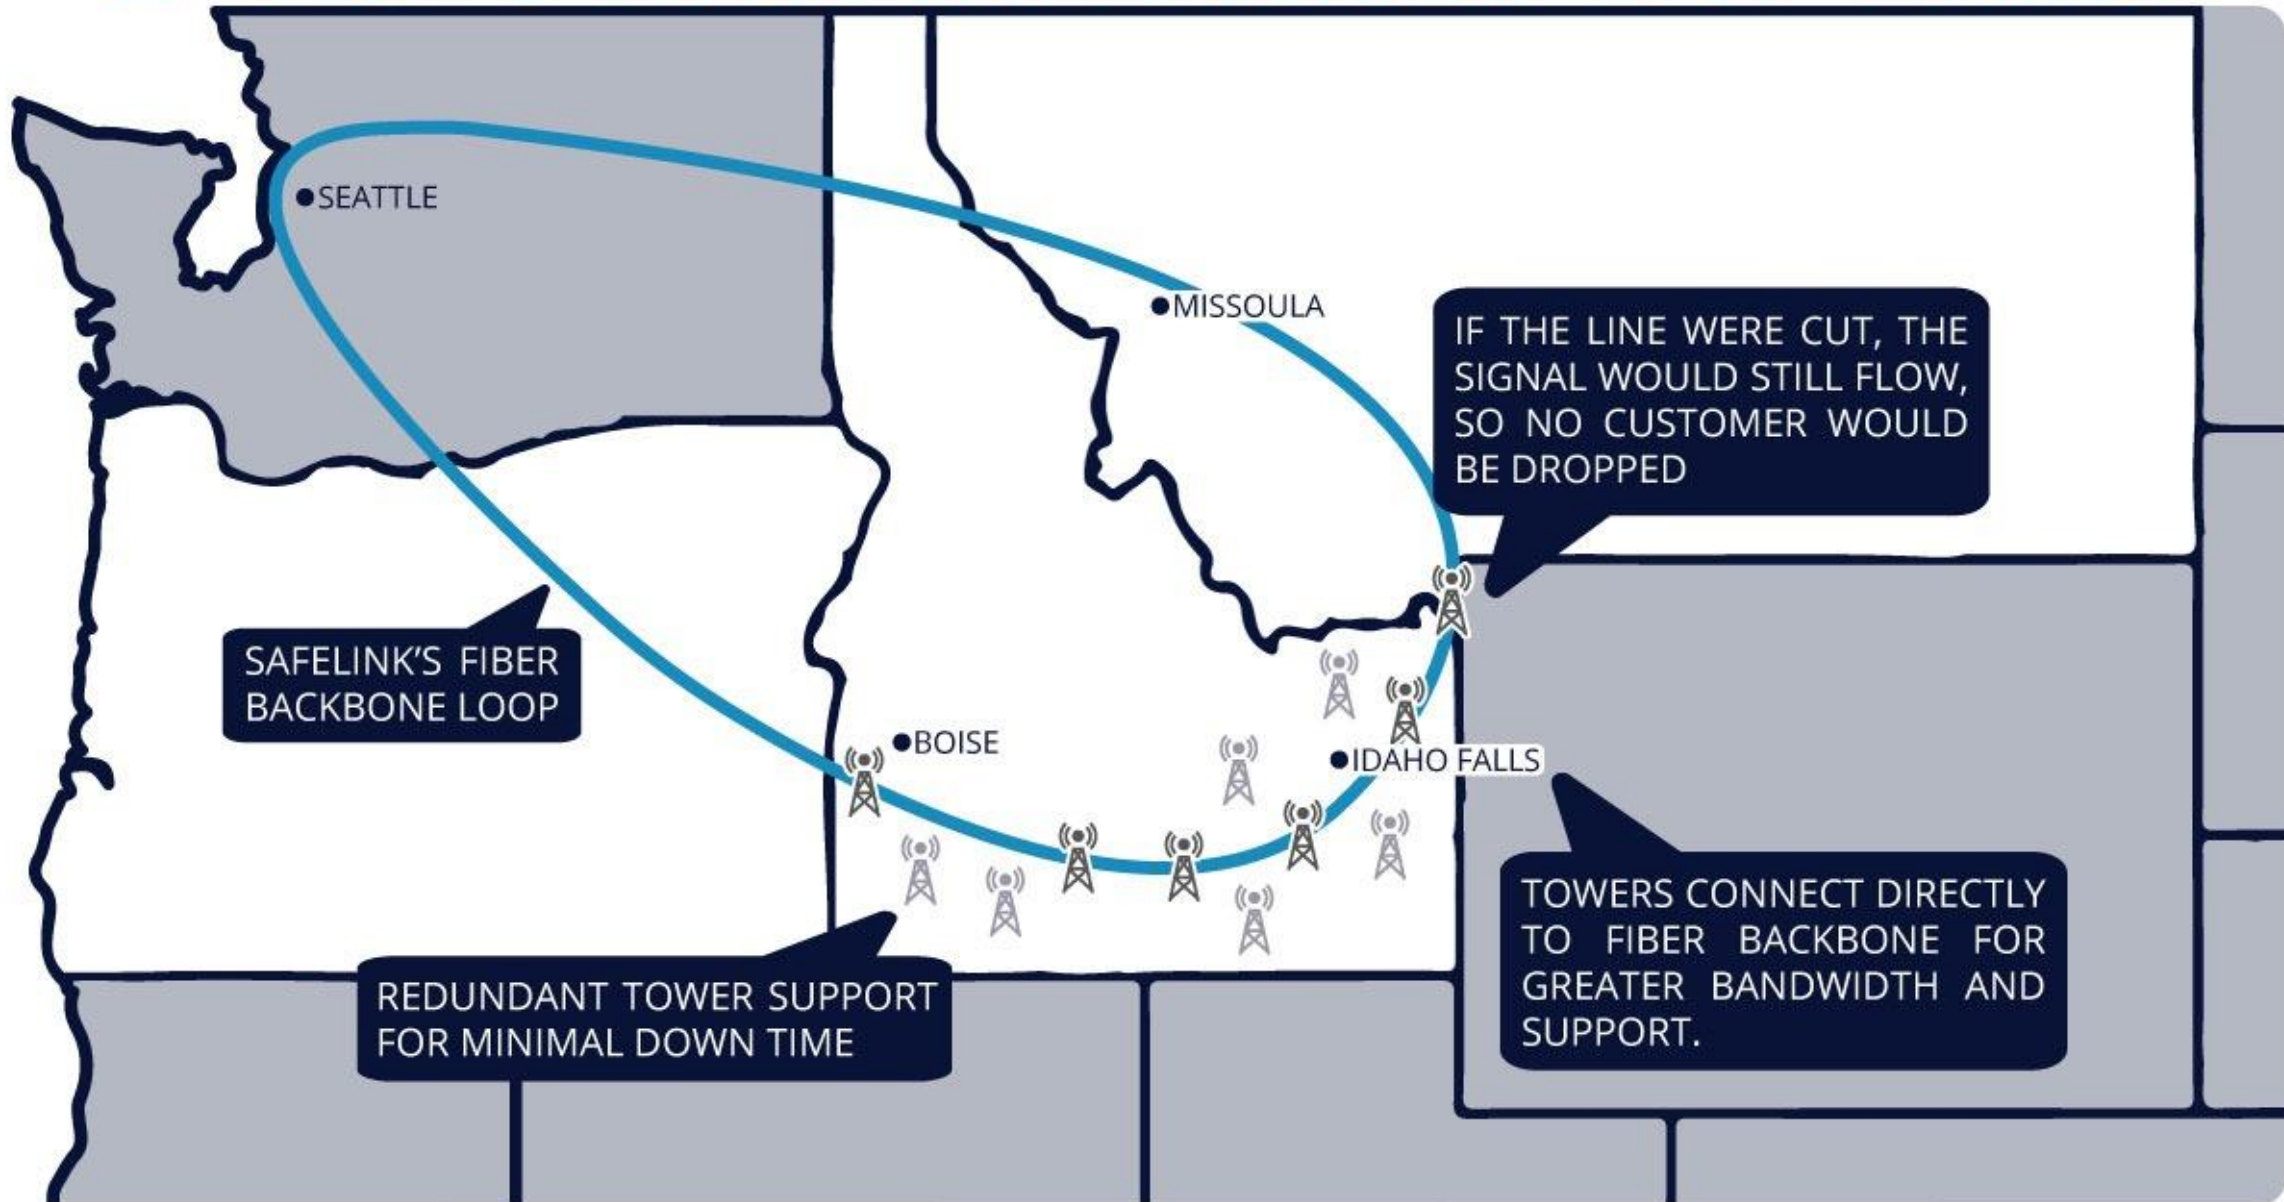 SEATTLE
MISSOULA
IF THE LINE WERE CUT, THE
SIGNAL WOULD STILL FLOW,
SO NO CUSTOMER WOULD
BE DROPPED
SAFELINK'S FIBER
BACKBONE LOOP
BOISE
IDAHO FALLS
TOWERS CONNECT DIRECTLY
TO FIBER BACKBONE FOR
GREATER BANDWIDTH AND
SUPPORT.
REDUNDANT TOWER SUPPORT
FOR MINIMAL DOWN TIME